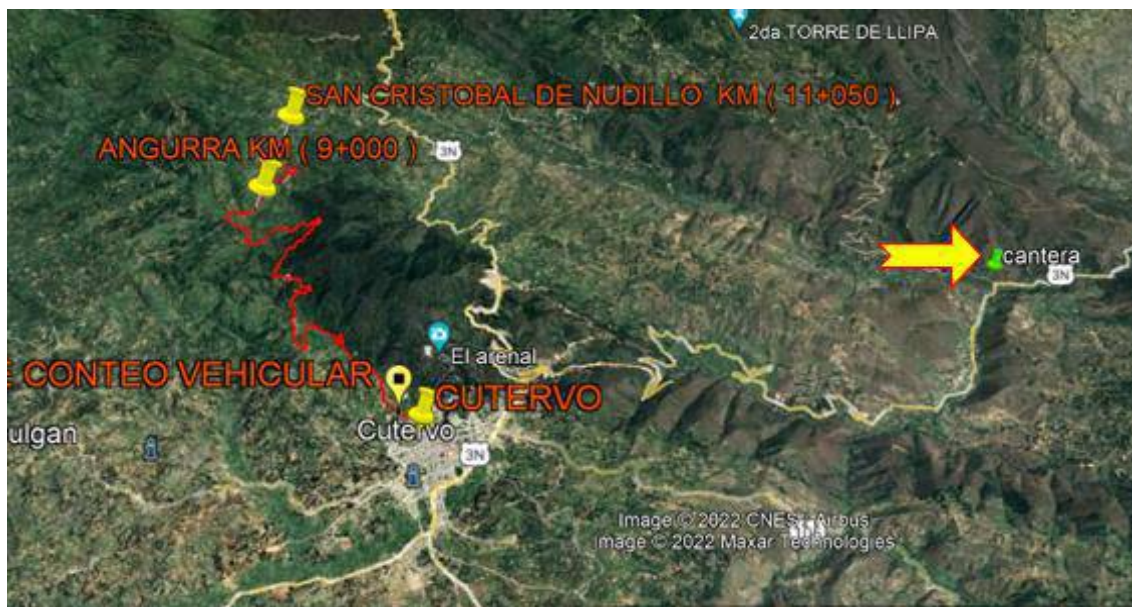 2da TORRE DE LLIPA
SAN CRISTOBAL DE NUDILLO KM ( 11+050 )
ANGURRA KM ( 9+000 )
3N
cantera
3N
El arenal
E CONTEO VEHICULAR
CUTERVO
Cutervo
ulgan
3N
Image © 2022 CNES / Airbus
Image © 2022 Maxar Technologies